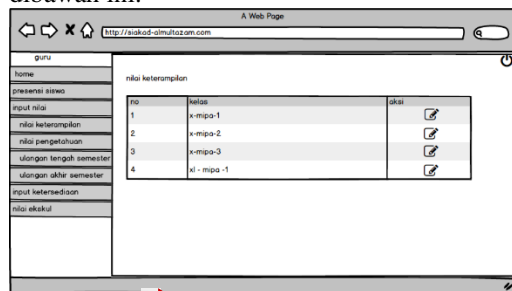 dibawah ini.
A Web Page
http://siakad-almultazam.com
guru
home
presensi siswa
input nilai
nilai keterampilan
nilai pengetahuan
ulangan tengah semester
ulangan akhir semester
input ketersediaan
nilai ekskul
nilai keterampilan
no kelas aksi
1 x-mipa-1
2 x-mipa-2
3 x-mipa-3
4 xl - mipa -1